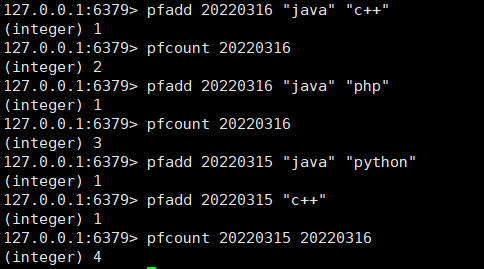 127.0.0.1:6379> pfadd 20220316 "java" "c++"
(integer) 1
127.0.0.1:6379> pfcount 20220316
(integer) 2
127.0.0.1:6379> pfadd 20220316 "java" "php"
(integer) 1
127.0.0.1:6379> pfcount 20220316
(integer) 3
127.0.0.1:6379> pfadd 20220315 "java" "python"
(integer) 1
127.0.0.1:6379> pfadd 20220315 "c++"
(integer) 1
127.0.0.1:6379> pfcount 20220315 20220316
(integer) 4